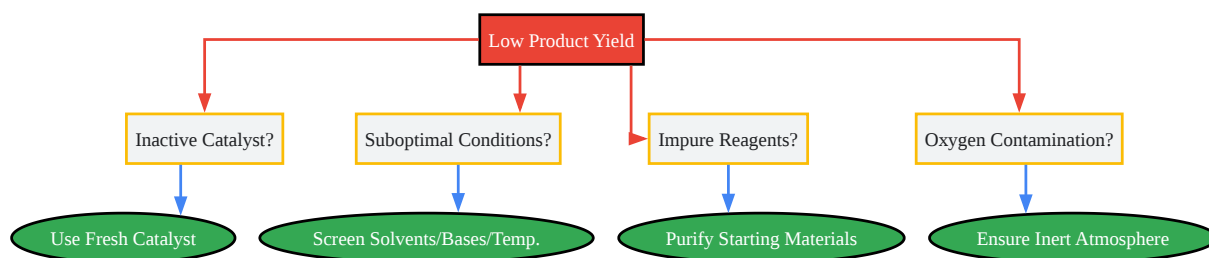 Low Product Yield
Inactive Catalyst?
Suboptimal Conditions?
Impure Reagents?
Oxygen Contamination?
Use Fresh Catalyst
Screen Solvents/Bases/Temp.
Purify Starting Materials
Ensure Inert Atmosphere